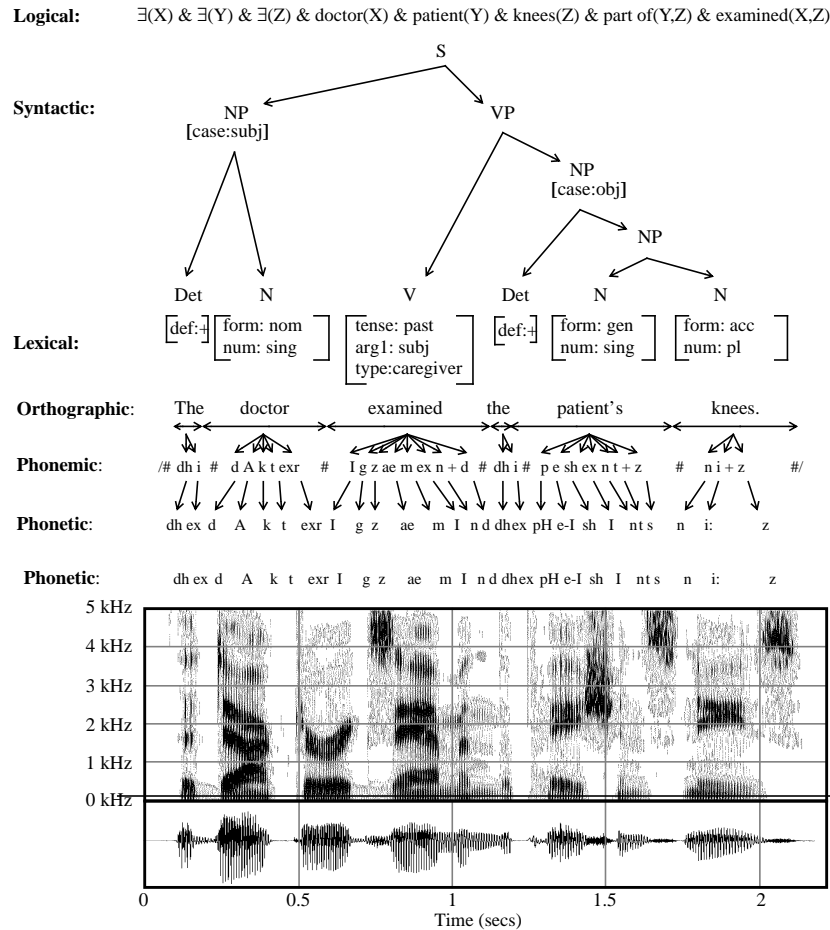 Logical: ∃(X) & ∃(Y) & ∃(Z) & doctor(X) & patient(Y) & knees(Z) & part of(Y,Z) & examined(X,Z)
S
Syntactic: NP VP
[case:subj]
NP
[case:obj]
NP
Det N V Det N N
Lexical: [def:+] [form: nom num: sing] [tense: past arg1: subj type:caregiver] [def:+] [form: gen num: sing] [form: acc num: pl]
Orthographic: The doctor examined the patient's knees.
Phonemic: /# dh i # d A k t exr # I g z ae m ex n + d # dh i # p e sh ex n t + z # n i + z #/
Phonetic: dh ex d A k t exr I g z ae m I n d dh ex pH e-I sh I n t s n i: z
Phonetic: dh ex d A k t exr I g z ae m I n d dh ex pH e-I sh I n t s n i: z
5 kHz
4 kHz
3 kHz
2 kHz
1 kHz
0 kHz
0 0.5 1 1.5 2
Time (secs)